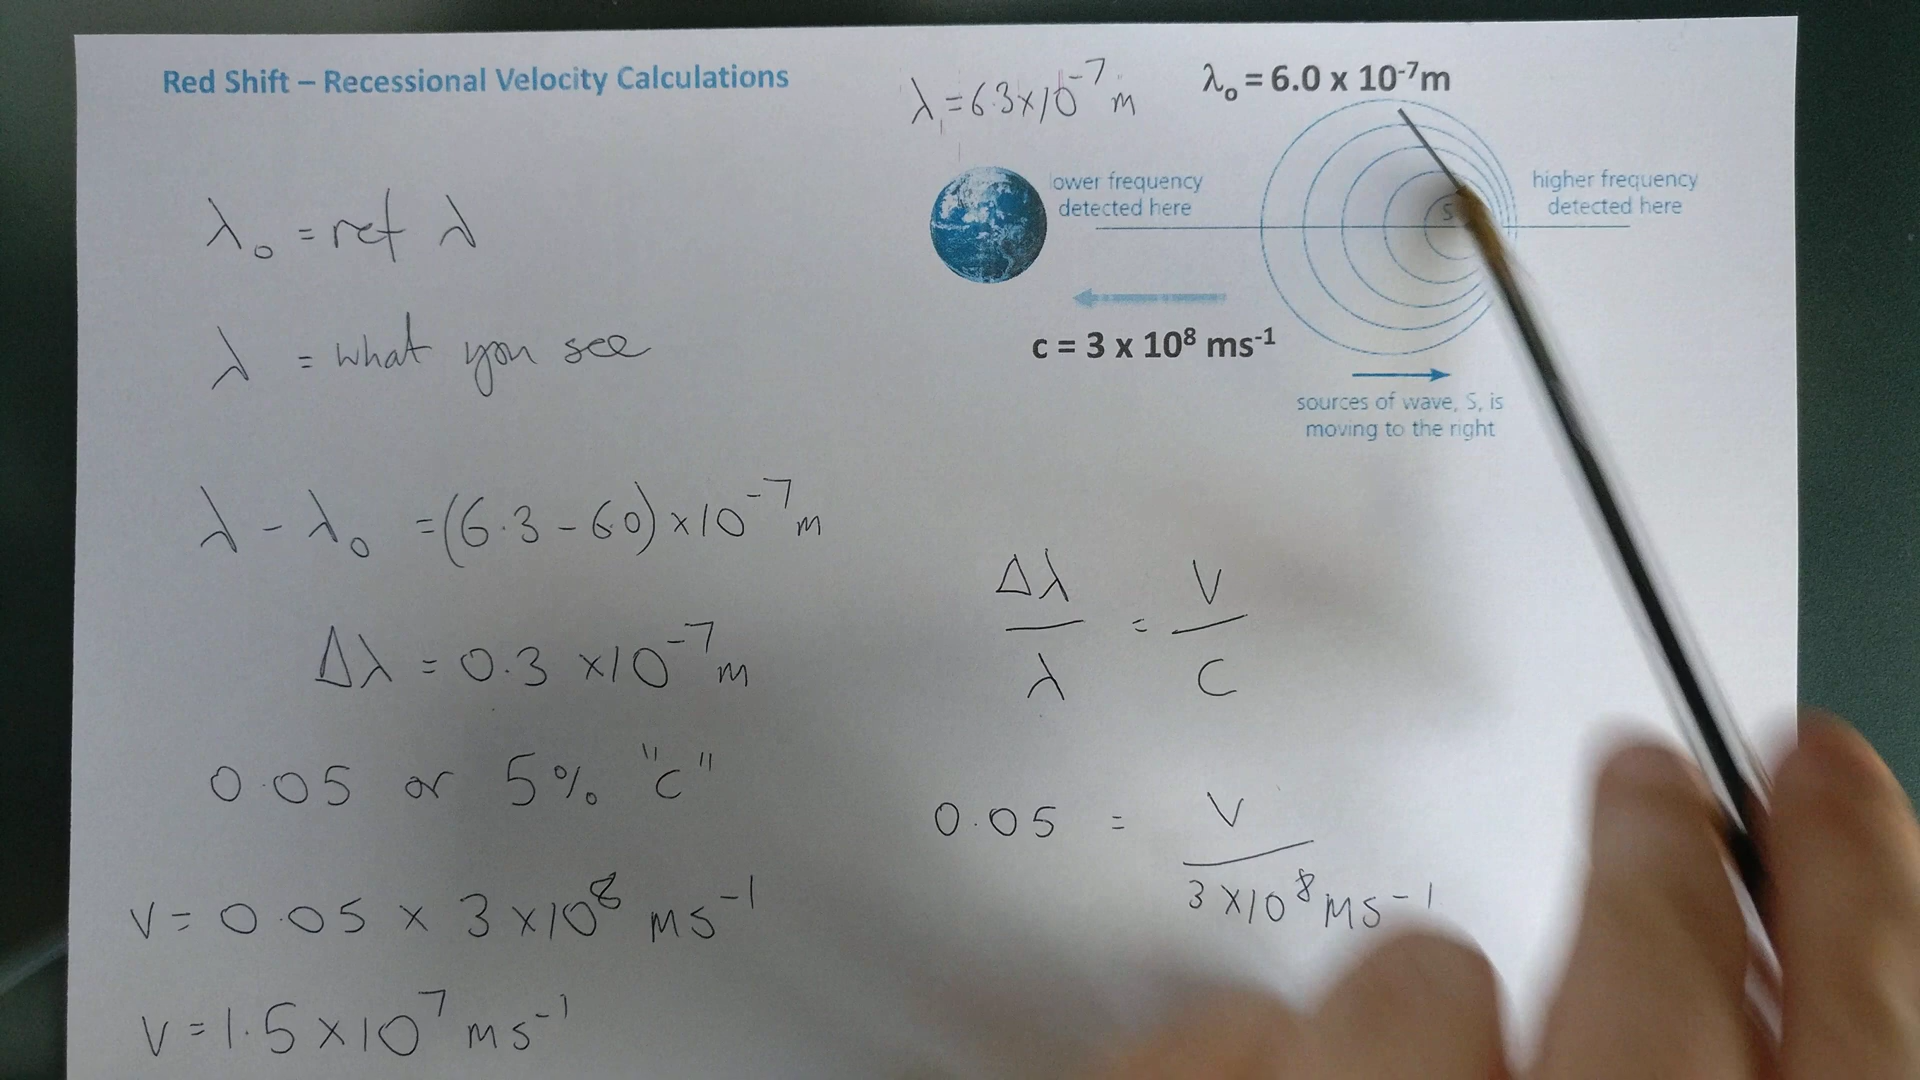 Red Shift – Recessional Velocity Calculations
λ = 6.3 x 10⁻⁷ m
λₒ = 6.0 x 10⁻⁷m
lower frequency
detected here
higher frequency
detected here
S
c = 3 x 10⁸ ms⁻¹
sources of wave, S, is
moving to the right
λₒ = ref λ
λ = what you see
λ - λₒ = (6.3 - 60) x 10⁻⁷ m
Δλ = 0.3 x 10⁻⁷ m
0.05 or 5% "c"
V = 0.05 x 3 x 10⁸ ms⁻¹
V = 1.5 x 10⁷ ms⁻¹
Δλ/λ = V/C
0.05 = V/3 x 10⁸ ms⁻¹